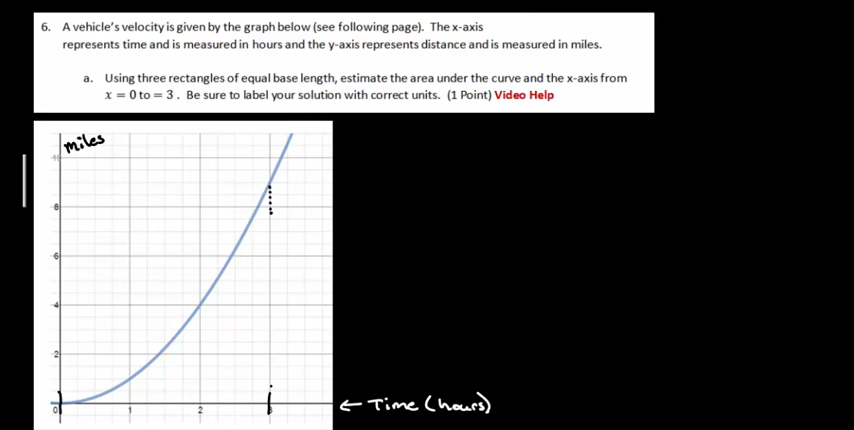 6. A vehicle's velocity is given by the graph below (see following page). The x-axis
represents time and is measured in hours and the y-axis represents distance and is measured in miles.
a. Using three rectangles of equal base length, estimate the area under the curve and the x-axis from
x = 0 to = 3 . Be sure to label your solution with correct units. (1 Point) Video Help
miles
10
8
6
4
2
0 1 2 3
← Time (hours)